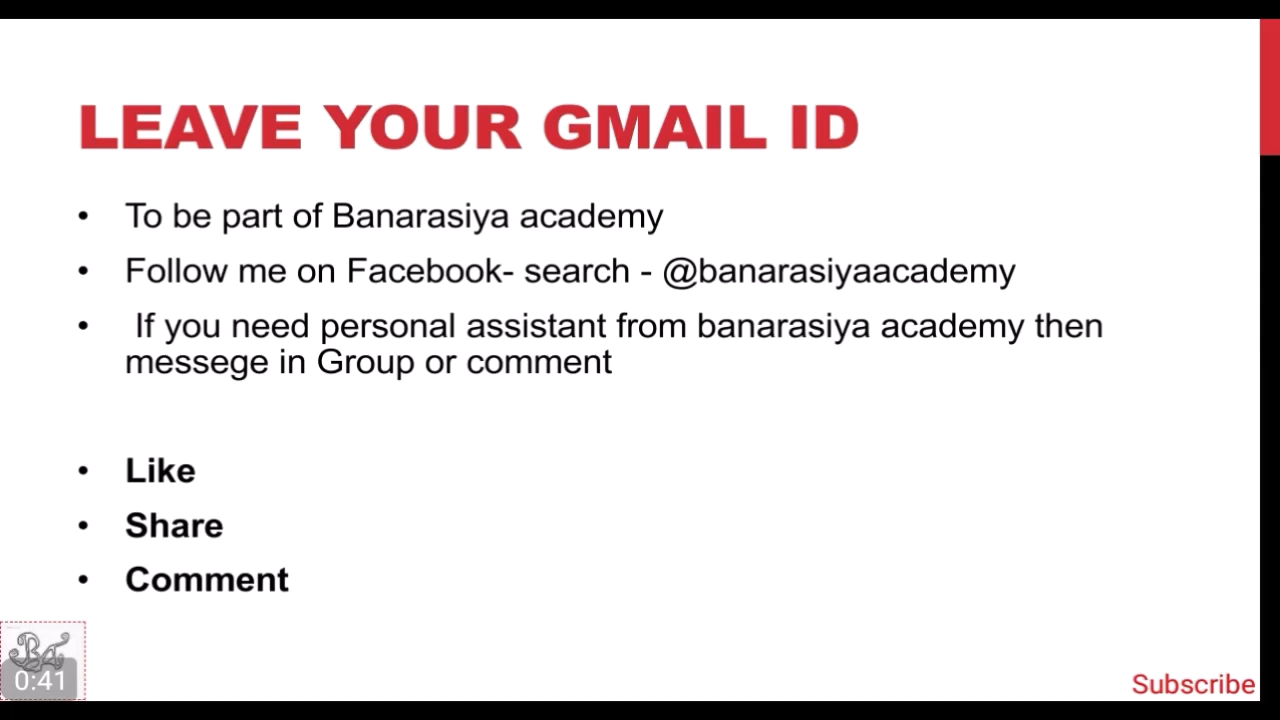 LEAVE YOUR GMAIL ID
• To be part of Banarasiya academy
• Follow me on Facebook- search - @banarasiyaacademy
• If you need personal assistant from banarasiya academy then
messege in Group or comment
• Like
• Share
• Comment
BA
0:41
Subscribe